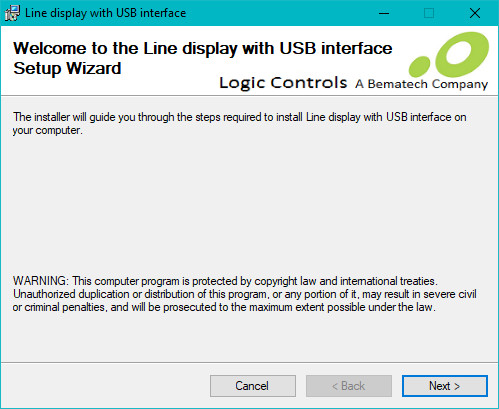 Line display with USB interface
Welcome to the Line display with USB interface
Setup Wizard
Logic Controls A Bematech Company
The installer will guide you through the steps required to install Line display with USB interface on
your computer.
WARNING: This computer program is protected by copyright law and international treaties.
Unauthorized duplication or distribution of this program, or any portion of it, may result in severe civil
or criminal penalties, and will be prosecuted to the maximum extent possible under the law.
Cancel
< Back
Next >